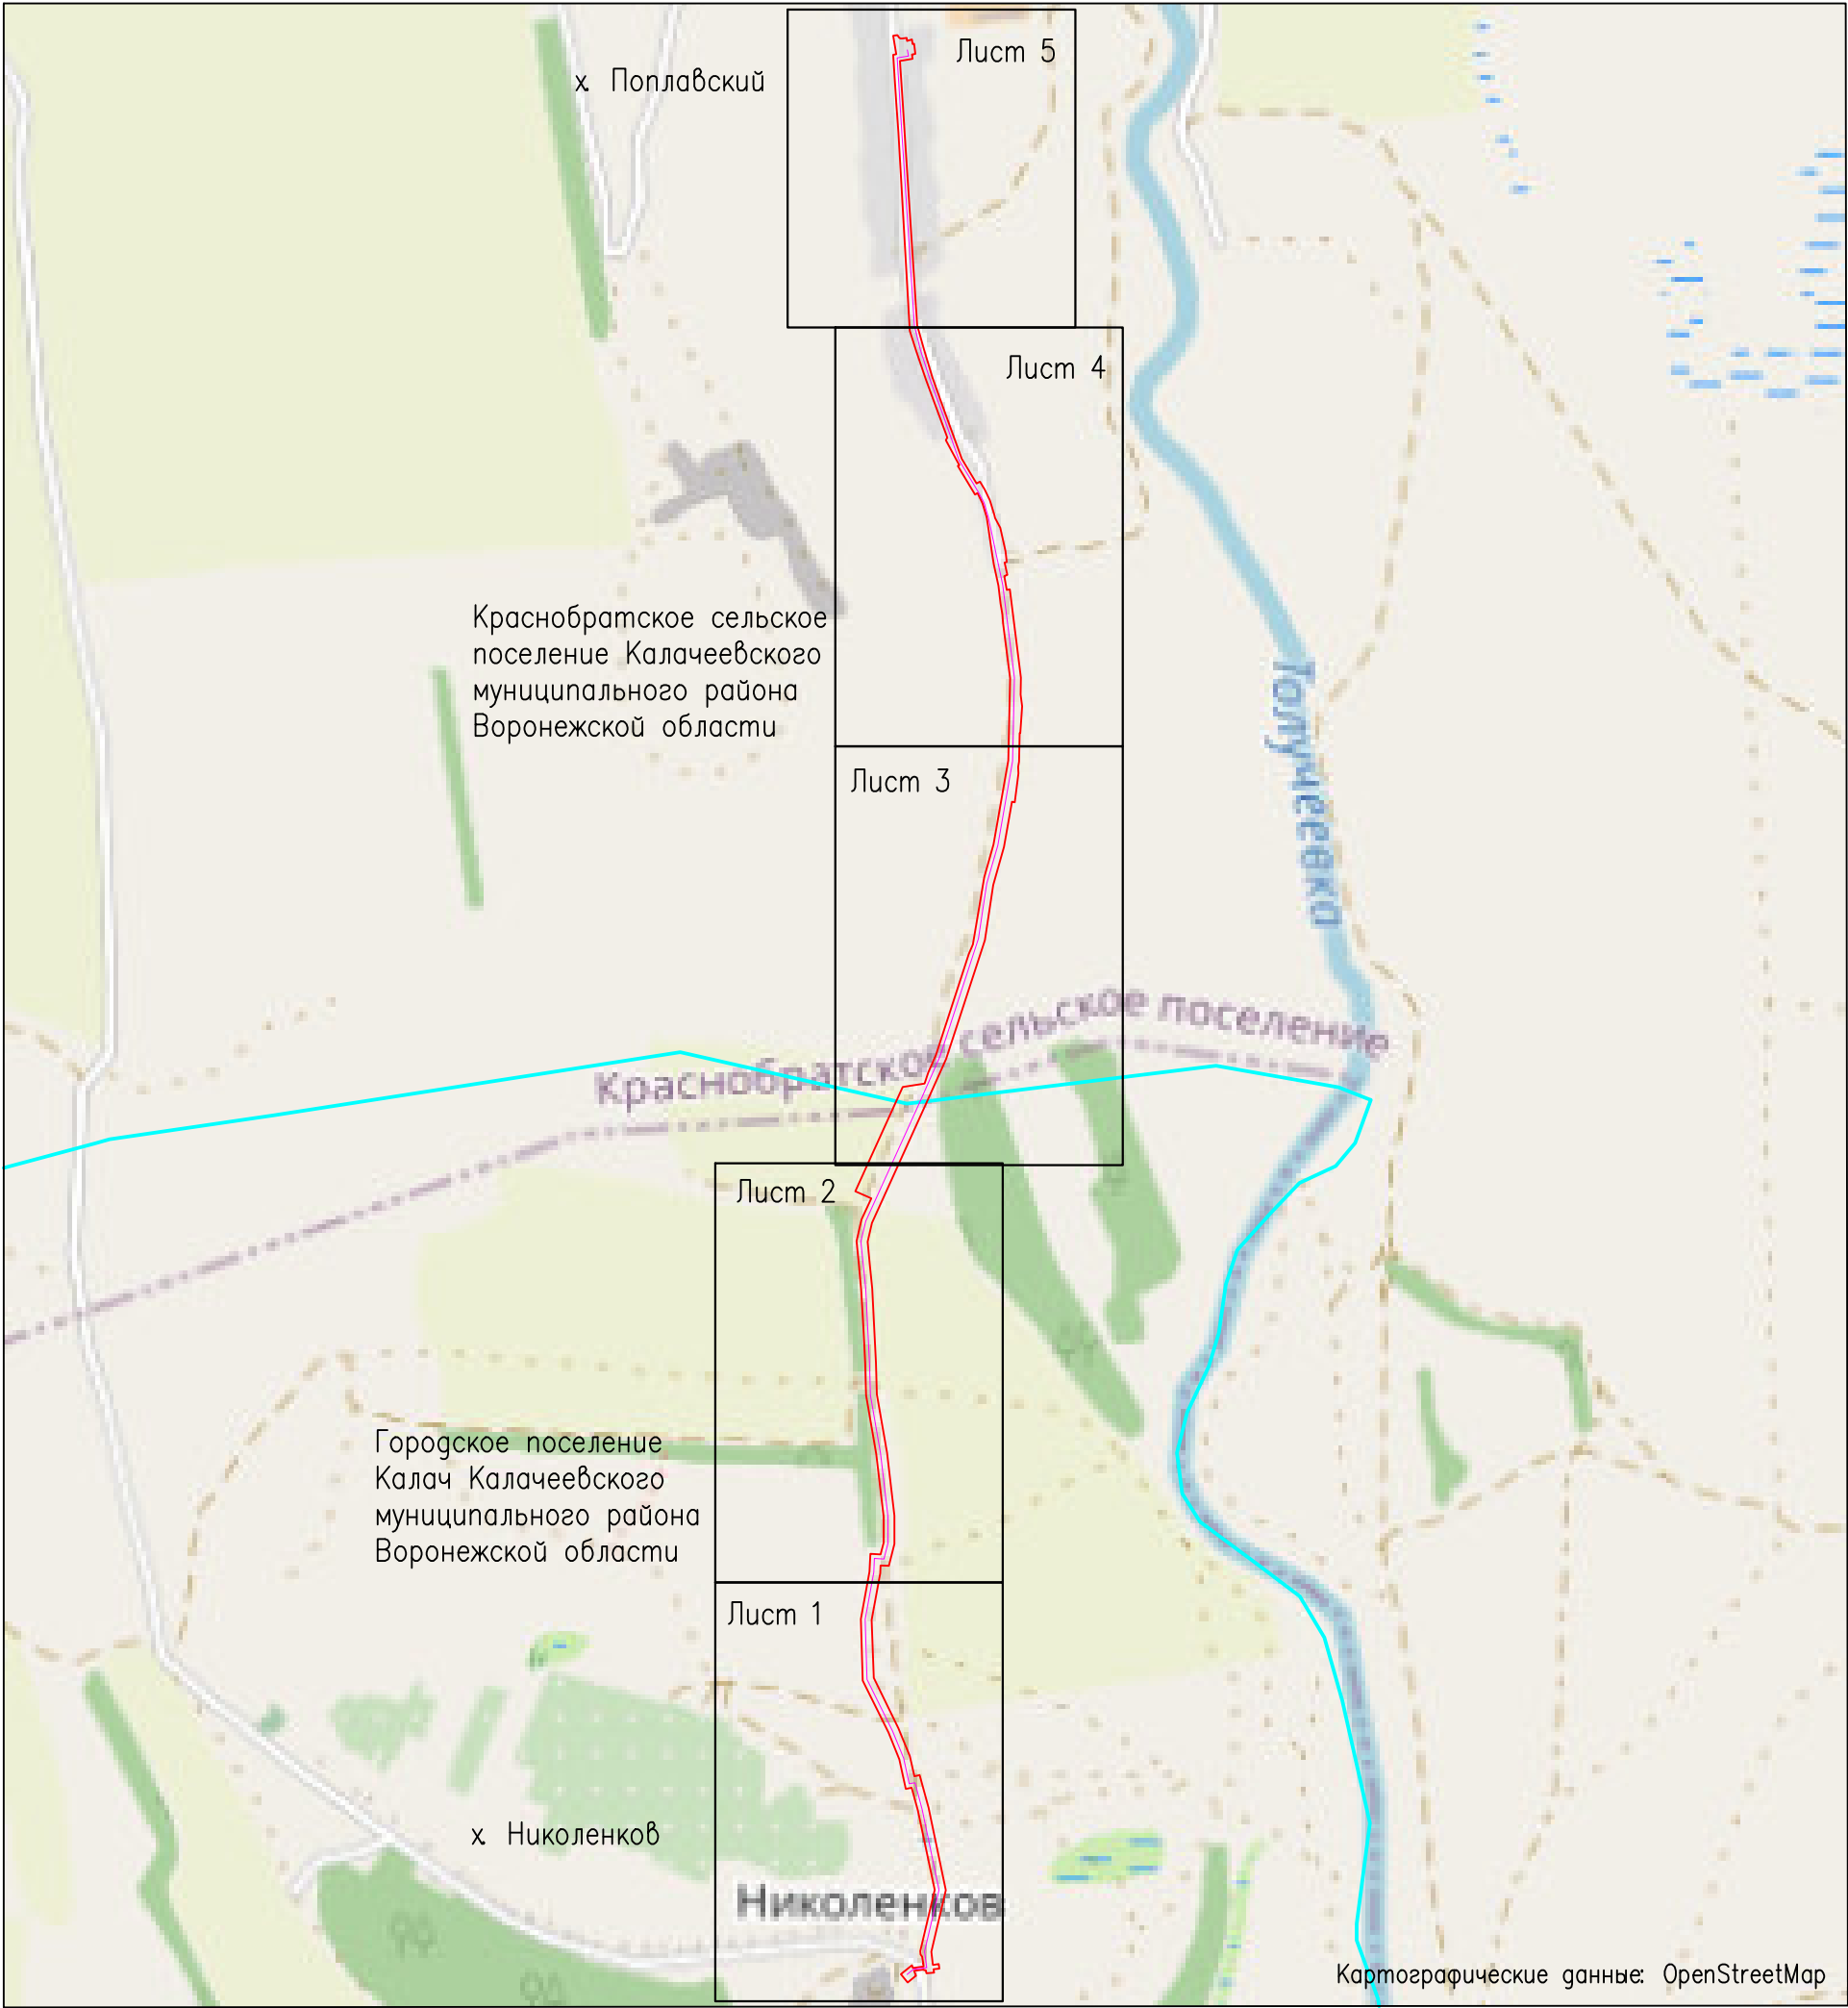 Лист 5
х. Поплавский
Лист 4
Краснобратское сельское
поселение Калачеевского
муниципального района
Воронежской области
Толучеевка
Лист 3
Краснобратское сельское поселение
Лист 2
Городское поселение
Калач Калачеевского
муниципального района
Воронежской области
Лист 1
х. Николенков
Николенков
Картографические данные: OpenStreetMap